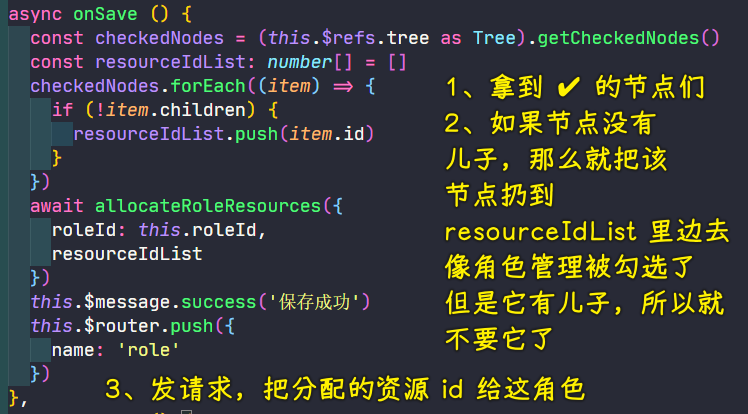 async onSave () {
const checkedNodes = (this.$refs.tree as Tree).getCheckedNodes()
const resourceIdList: number[] = []
checkedNodes.forEach((item) => {
if (!item.children) {
resourceIdList.push(item.id)
}
})
await allocateRoleResources({
roleId: this.roleId,
resourceIdList
})
this.$message.success('保存成功')
this.$router.push({
name: 'role'
})
},
1、拿到 ✔ 的节点们
2、如果节点没有
儿子，那么就把该
节点扔到
resourceIdList 里边去
像角色管理被勾选了
但是它有儿子，所以就
不要它了
3、发请求，把分配的资源 id 给这角色